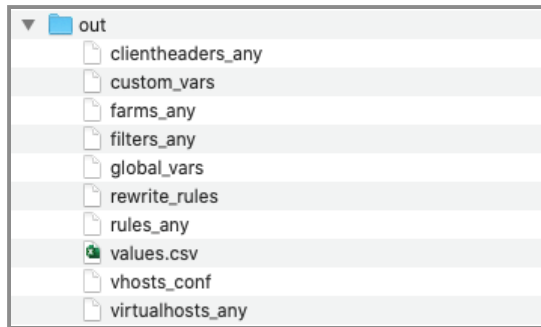 out
clientheaders_any
custom_vars
farms_any
filters_any
global_vars
rewrite_rules
rules_any
values.csv
vhosts_conf
virtualhosts_any